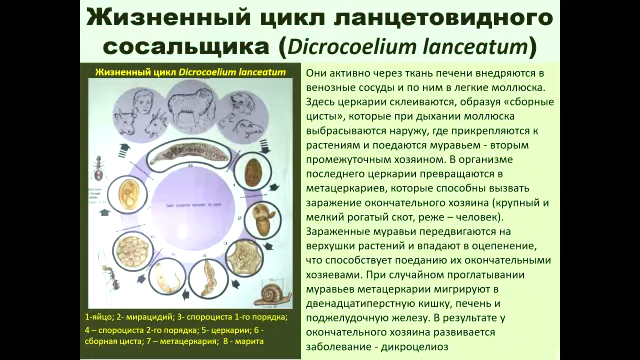 Жизненный цикл ланцетовидного
сосальщика (Dicrocoelium lanceatum)
Жизненный цикл Dicrocoelium lanceatum
1-яйцо; 2- мирацидий; 3- спороциста 1-го порядка;
4 – спороциста 2-го порядка; 5- церкарии; 6 -
сборная циста; 7 – метацеркария; 8 - марита
Они активно через ткань печени внедряются в
венозные сосуды и по ним в легкие моллюска.
Здесь церкарии склеиваются, образуя «сборные
цисты», которые при дыхании моллюска
выбрасываются наружу, где прикрепляются к
растениям и поедаются муравьем - вторым
промежуточным хозяином. В организме
последнего церкарии превращаются в
метацеркариев, которые способны вызвать
заражение окончательного хозяина (крупный и
мелкий рогатый скот, реже – человек).
Зараженные муравьи передвигаются на
верхушки растений и впадают в оцепенение,
что способствует поеданию их окончательными
хозяевами. При случайном проглатывании
муравьев метацеркарии мигрируют в
двенадцатиперстную кишку, печень и
поджелудочную железу. В результате у
окончательного хозяина развивается
заболевание - дикроцелиоз